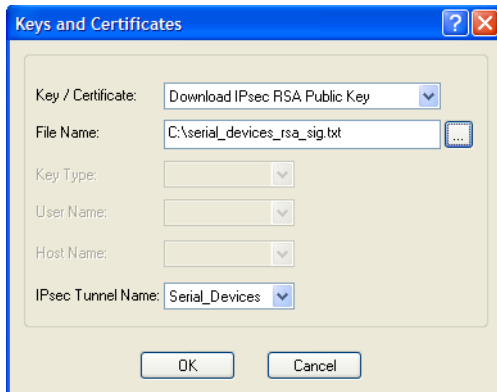 Keys and Certificates
Key / Certificate: Download IPsec RSA Public Key
File Name: C:\serial_devices_rsa_sig.txt ...
Key Type:
User Name:
Host Name:
IPsec Tunnel Name: Serial_Devices
OK Cancel